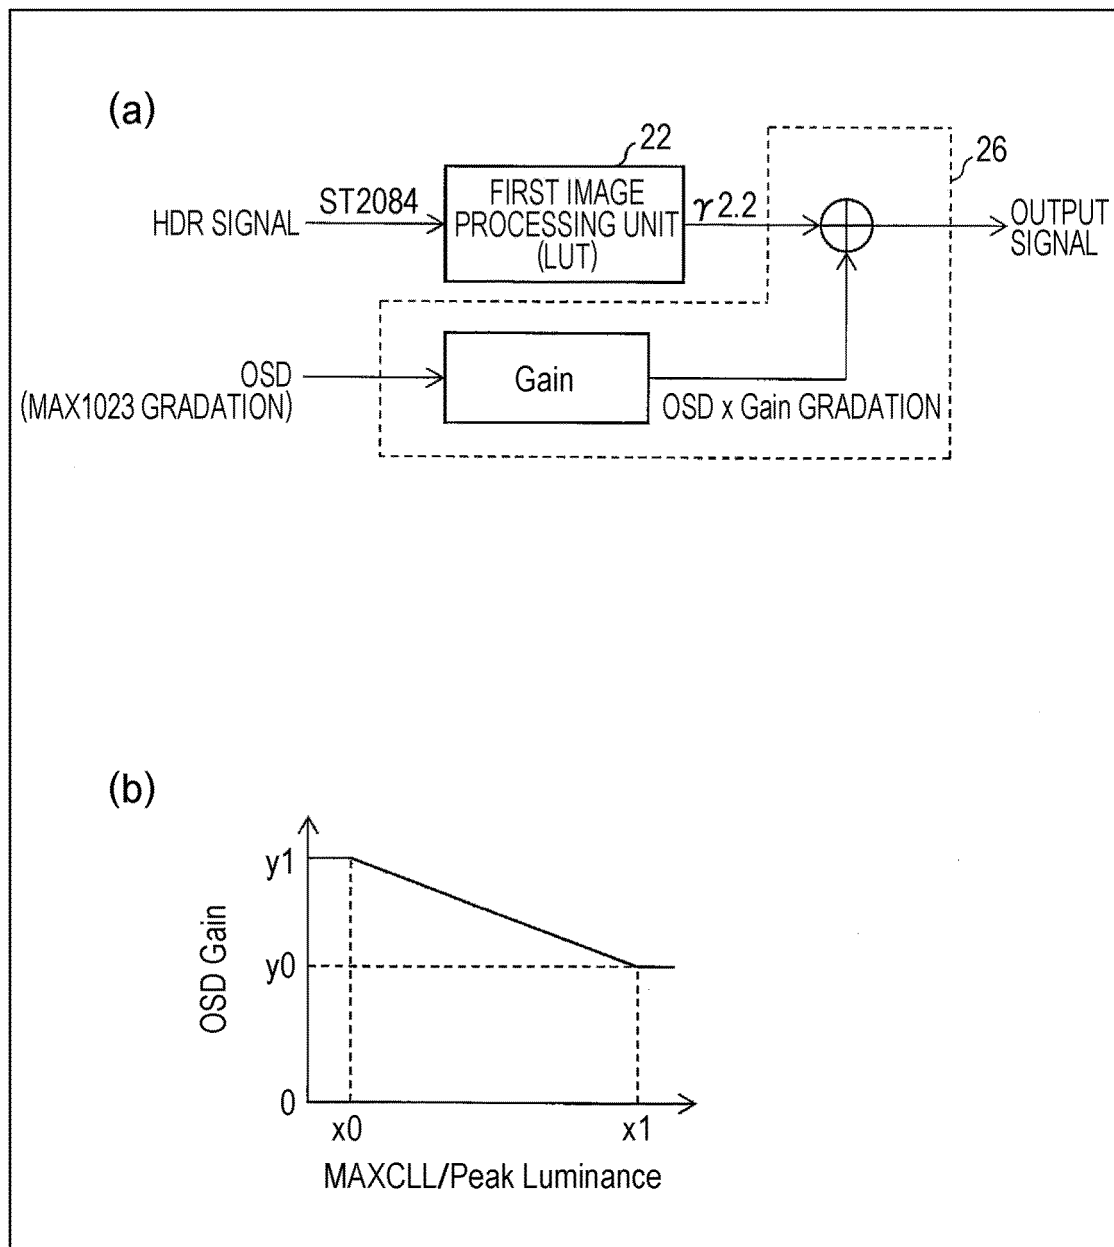 (a)
22
26
ST2084
FIRST IMAGE
PROCESSING UNIT
(LUT)
γ2.2
HDR SIGNAL
OUTPUT
SIGNAL
OSD
(MAX1023 GRADATION)
Gain
OSD x Gain GRADATION
(b)
y1
y0
0
OSD Gain
x0
x1
MAXCLL/Peak Luminance